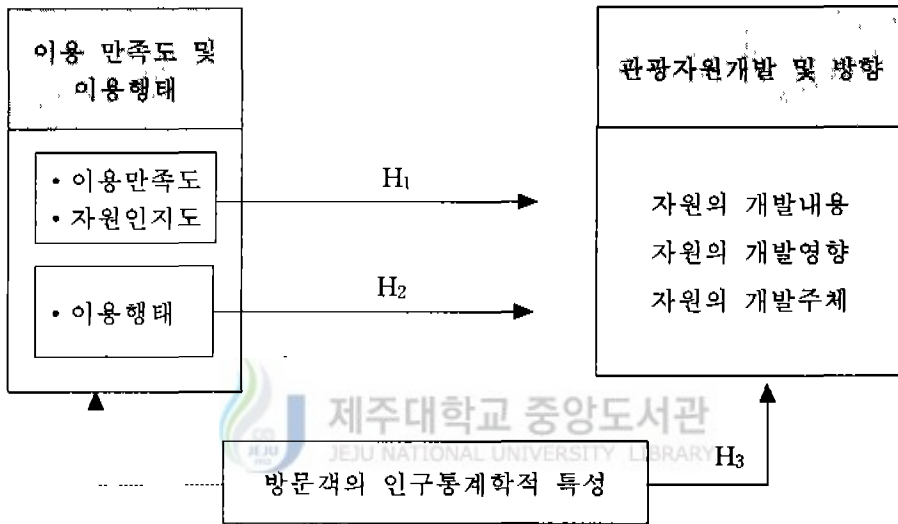 이용 만족도 및
이용행태
관광자원개발 및 방향
• 이용만족도
• 자원인지도
H₁
자원의 개발내용
자원의 개발영향
자원의 개발주체
• 이용행태
H₂
제주대학교 중앙도서관
JEJU NATIONAL UNIVERSITY LIBRARY
JEJU
1952
H₃
방문객의 인구통계학적 특성